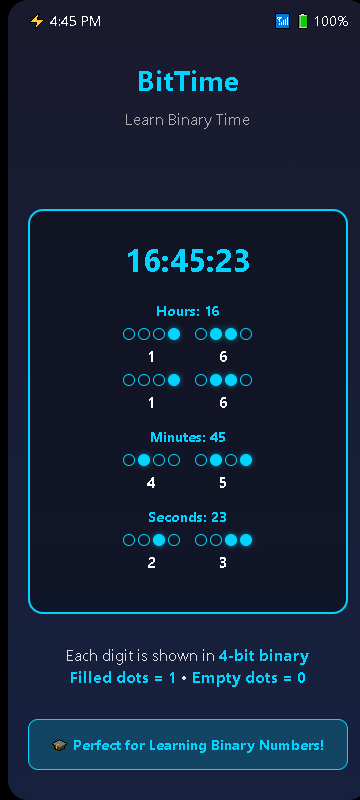 4:45 PM 100%
BitTime
Learn Binary Time
16:45:23
Hours: 16
1 6
1 6
Minutes: 45
4 5
Seconds: 23
2 3
Each digit is shown in 4-bit binary
Filled dots = 1 • Empty dots = 0
Perfect for Learning Binary Numbers!